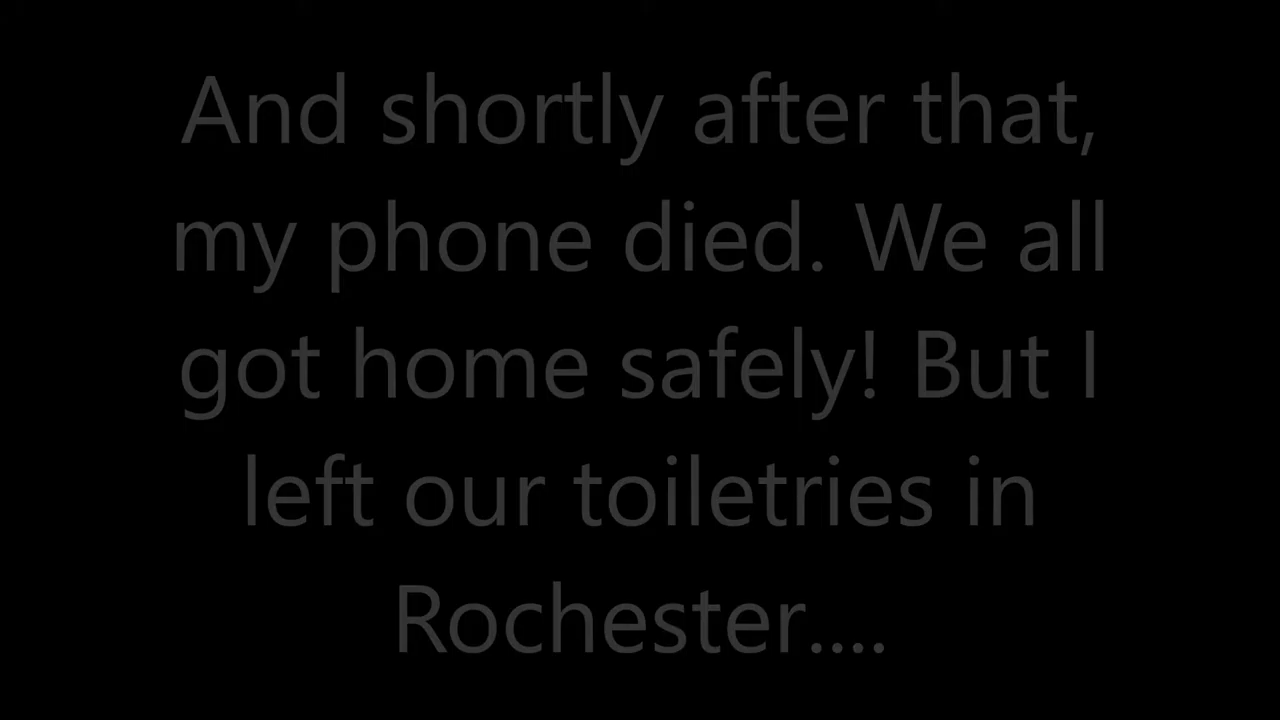 And shortly after that,
my phone died. We all
got home safely! But I
left our toiletries in
Rochester....